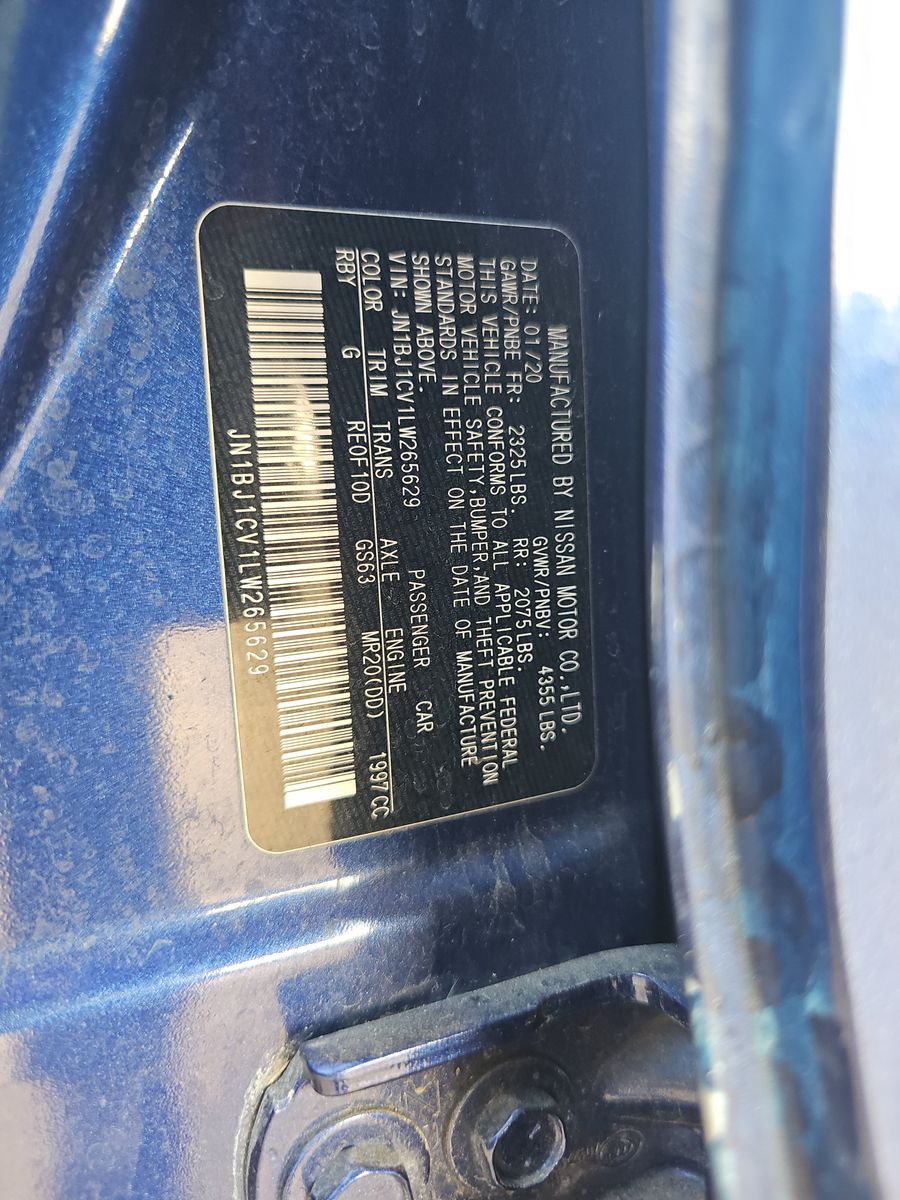 MANUFACTURED BY NISSAN MOTOR CO.,LTD.
DATE: 01/20 GVWR/PNBV: 4355 LBS.
GAWR/PNBE FR: 2325LBS. RR: 2075LBS.
THIS VEHICLE CONFORMS TO ALL APPLICABLE FEDERAL
MOTOR VEHICLE SAFETY,BUMPER,AND THEFT PREVENTION
STANDARDS IN EFFECT ON THE DATE OF MANUFACTURE
SHOWN ABOVE.
VIN: JN1BJ1CV1LW265629 PASSENGER CAR
COLOR TRIM TRANS AXLE ENGINE
RBY G RE0F10D GS63 MR20(DD) 1997CC
JN1BJ1CV1LW265629